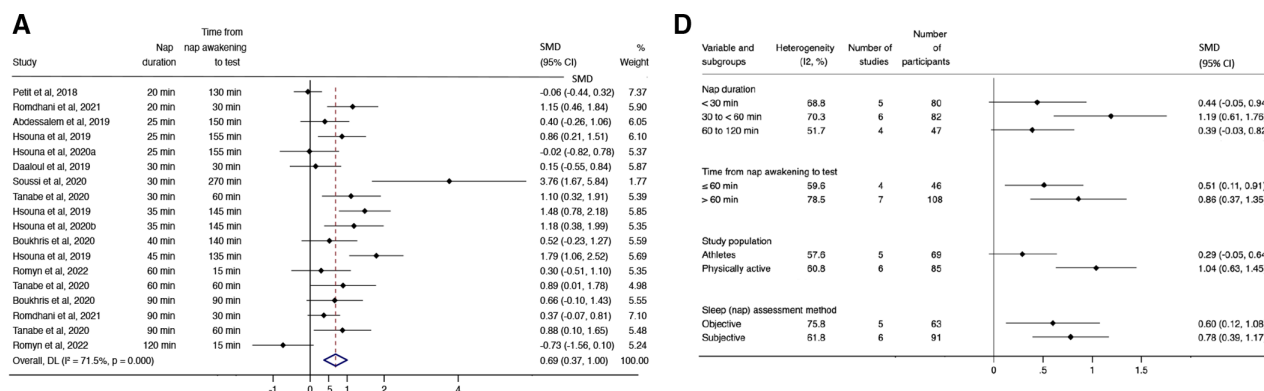 A
Time from
Nap nap awakening SMD %
Study duration to test (95% CI) Weight
SMD
Petit et al, 2018 20 min 130 min -0.06 (-0.44, 0.32) 7.37
Romdhani et al, 2021 20 min 30 min 1.15 (0.46, 1.84) 5.90
Abdessalem et al, 2019 25 min 150 min 0.40 (-0.26, 1.06) 6.05
Hsouna et al, 2019 25 min 155 min 0.86 (0.21, 1.51) 6.10
Hsouna et al, 2020a 25 min 155 min -0.02 (-0.82, 0.78) 5.37
Daaloul et al, 2019 30 min 30 min 0.15 (-0.55, 0.84) 5.87
Soussi et al, 2020 30 min 270 min 3.76 (1.67, 5.84) 1.77
Tanabe et al, 2020 30 min 60 min 1.10 (0.32, 1.91) 5.39
Hsouna et al, 2019 35 min 145 min 1.48 (0.78, 2.18) 5.85
Hsouna et al, 2020b 35 min 145 min 1.18 (0.38, 1.99) 5.35
Boukhris et al, 2020 40 min 140 min 0.52 (-0.23, 1.27) 5.59
Hsouna et al, 2019 45 min 135 min 1.79 (1.06, 2.52) 5.69
Romyn et al, 2022 60 min 15 min 0.30 (-0.51, 1.10) 5.35
Tanabe et al, 2020 60 min 60 min 0.89 (0.01, 1.78) 4.98
Boukhris et al, 2020 90 min 90 min 0.66 (-0.10, 1.43) 5.55
Romdhani et al, 2021 90 min 30 min 0.37 (-0.07, 0.81) 7.10
Tanabe et al, 2020 90 min 60 min 0.88 (0.10, 1.65) 5.48
Romyn et al, 2022 120 min 15 min -0.73 (-1.56, 0.10) 5.24
Overall, DL (I² = 71.5%, p = 0.000) 0.69 (0.37, 1.00) 100.00
-1 0 .5 1 2 4
D
Number
Variable and Heterogeneity Number of of SMD
subgroups (I2, %) studies participants (95% CI)
Nap duration
< 30 min 68.8 5 80 0.44 (-0.05, 0.94
30 to < 60 min 70.3 6 82 1.19 (0.61, 1.76
60 to 120 min 51.7 4 47 0.39 (-0.03, 0.82
Time from nap awakening to test
≤ 60 min 59.6 4 46 0.51 (0.11, 0.91)
> 60 min 78.5 7 108 0.86 (0.37, 1.35
Study population
Athletes 57.6 5 69 0.29 (-0.05, 0.64
Physically active 60.8 6 85 1.04 (0.63, 1.45
Sleep (nap) assessment method
Objective 75.8 5 63 0.60 (0.12, 1.08
Subjective 61.8 6 91 0.78 (0.39, 1.17
0 .5 1 1.5